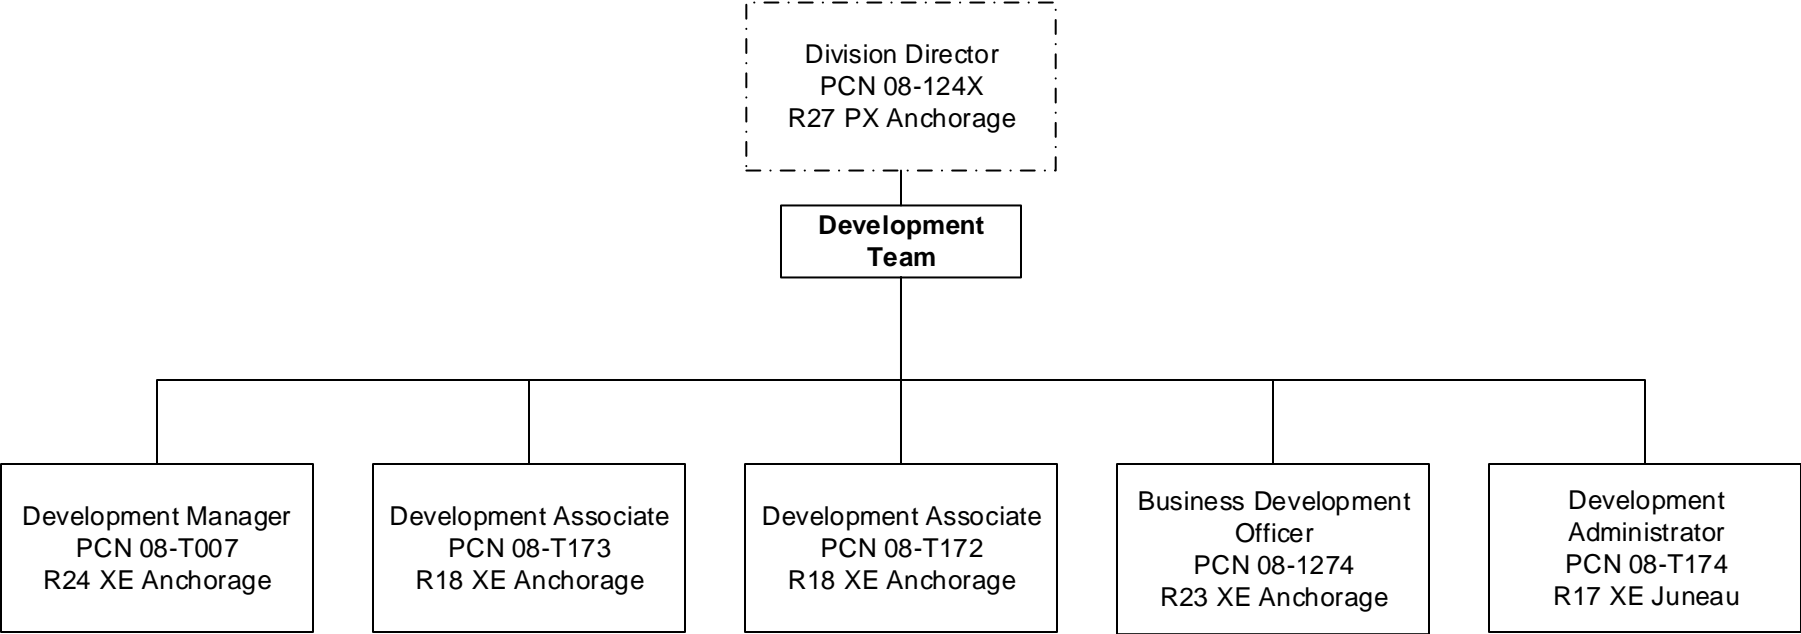 Division Director
PCN 08-124X
R27 PX Anchorage
Development
Team
Development Manager
PCN 08-T007
R24 XE Anchorage
Development Associate
PCN 08-T173
R18 XE Anchorage
Development Associate
PCN 08-T172
R18 XE Anchorage
Business Development
Officer
PCN 08-1274
R23 XE Anchorage
Development
Administrator
PCN 08-T174
R17 XE Juneau